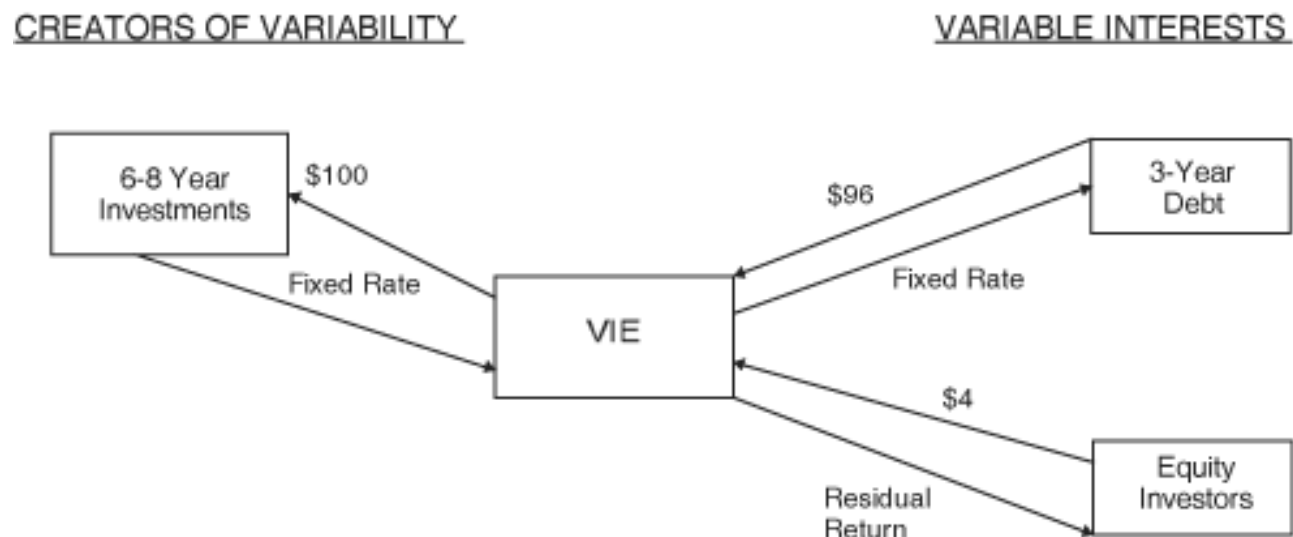 CREATORS OF VARIABILITY
VARIABLE INTERESTS
6-8 Year
Investments
$100
Fixed Rate
VIE
$96
Fixed Rate
3-Year
Debt
$4
Residual
Return
Equity
Investors